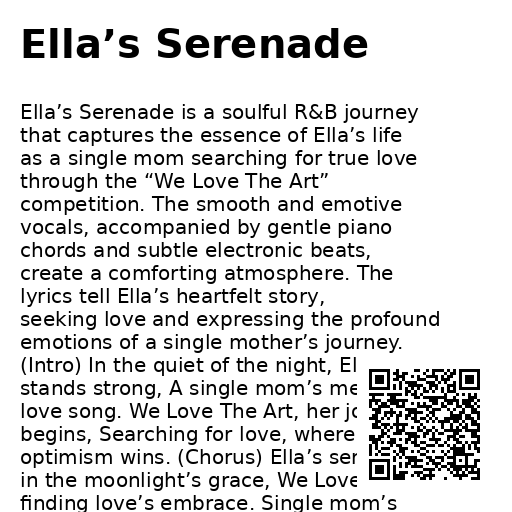 Ella’s Serenade
Ella’s Serenade is a soulful R&B journey
that captures the essence of Ella’s life
as a single mom searching for true love
through the “We Love The Art”
competition. The smooth and emotive
vocals, accompanied by gentle piano
chords and subtle electronic beats,
create a comforting atmosphere. The
lyrics tell Ella’s heartfelt story,
seeking love and expressing the profound
emotions of a single mother’s journey.
(Intro) In the quiet of the night,
stands strong, A single mom’s
love song. We Love The Art, her
begins, Searching for love, where
optimism wins. (Chorus) Ella’s
in the moonlight’s grace, We Love
finding love’s embrace. Single mom’s